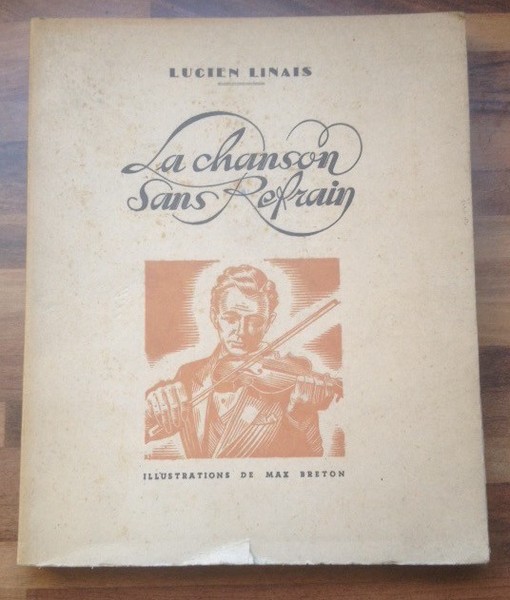 LUCIEN LINAIS
La chanson
Sans Refrain
ILLUSTRATIONS DE MAX BRETON